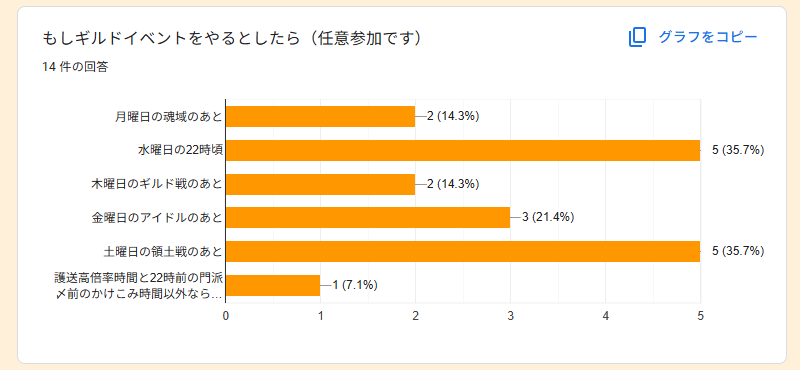 もしギルドイベントをやるとしたら（任意参加です）
グラフをコピー
14 件の回答
月曜日の魂域のあと
2 (14.3%)
水曜日の22時頃
5 (35.7%)
木曜日のギルド戦のあと
2 (14.3%)
金曜日のアイドルのあと
3 (21.4%)
土曜日の領土戦のあと
5 (35.7%)
護送高倍率時間と22時前の門派
〆前のかけこみ時間以外なら…
1 (7.1%)
0 1 2 3 4 5